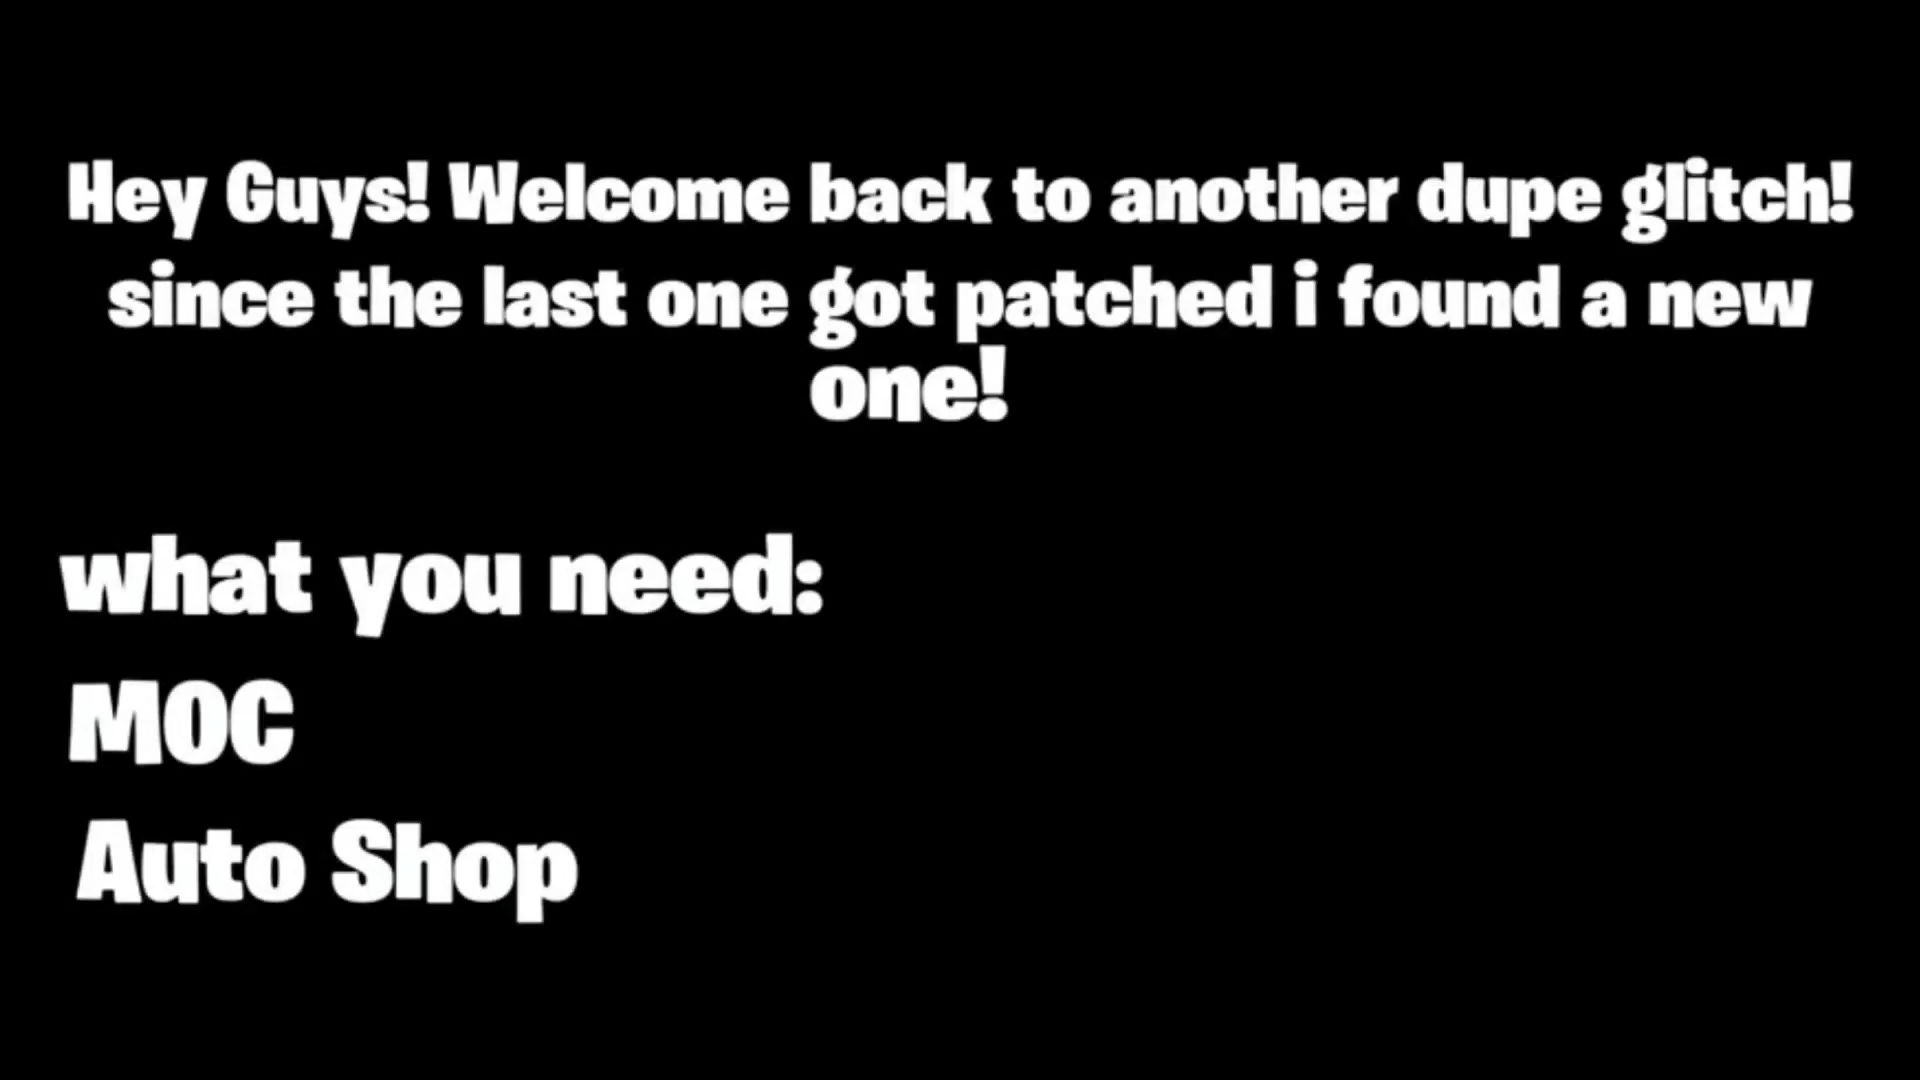 Hey Guys! Welcome back to another dupe glitch!
since the last one got patched i found a new
one!
what you need:
MOC
Auto Shop